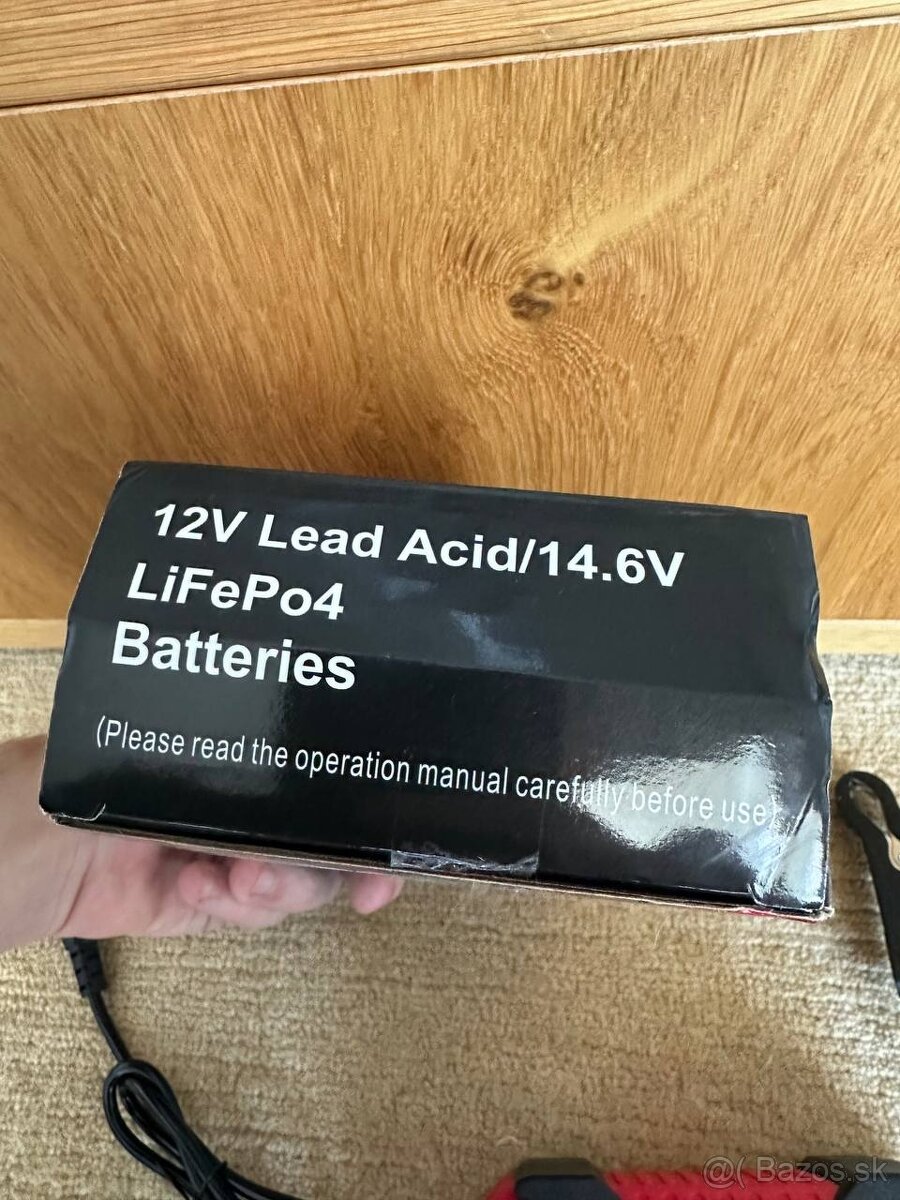 12V Lead Acid/14.6V
LiFePo4
Batteries
(Please read the operation manual carefully before use)
@( Bazos.sk